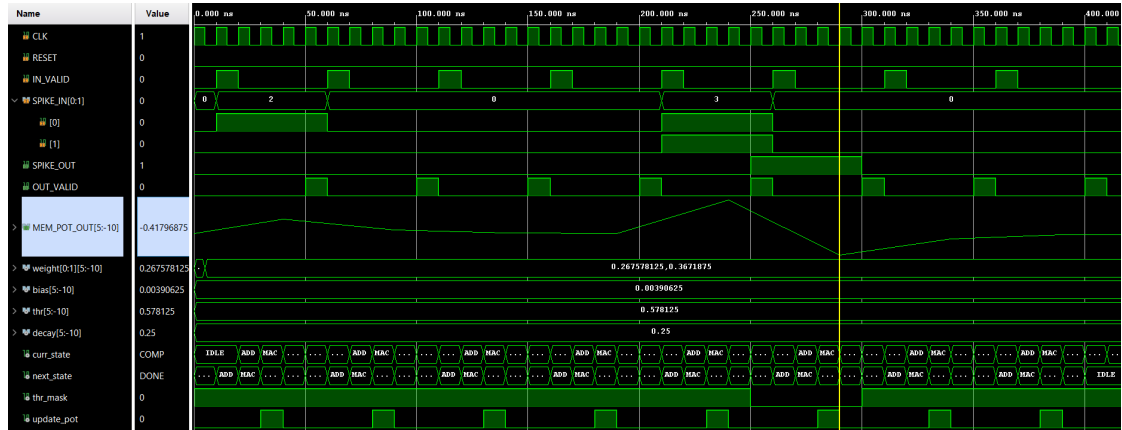 Name Value 0.000 ns 50.000 ns 100.000 ns 150.000 ns 200.000 ns 250.000 ns 300.000 ns 350.000 ns 400.000
CLK 1
RESET 0
IN_VALID 0
SPIKE_IN[0:1] 0 0 2 0 3 0
[0] 0
[1] 0
SPIKE_OUT 1
OUT_VALID 0
MEM_POT_OUT[5:-10] -0.41796875
weight[0:1][5:-10] 0.267578125 . 0.267578125,0.3671875
bias[5:-10] 0.00390625 0.00390625
thr[5:-10] 0.578125 0.578125
decay[5:-10] 0.25 0.25
curr_state COMP IDLE ADD MAC ... ... ADD MAC ... ... ADD MAC ... ... ADD MAC ... ... ADD MAC ... ... ADD MAC ... ... ADD MAC ... ... ADD MAC ...
next_state DONE ... ADD MAC ... ... ADD MAC ... ... ADD MAC ... ... ADD MAC ... ... ADD MAC ... ... ADD MAC ... ... ADD MAC ... ... ADD MAC ... ... IDLE
thr_mask 0
update_pot 0